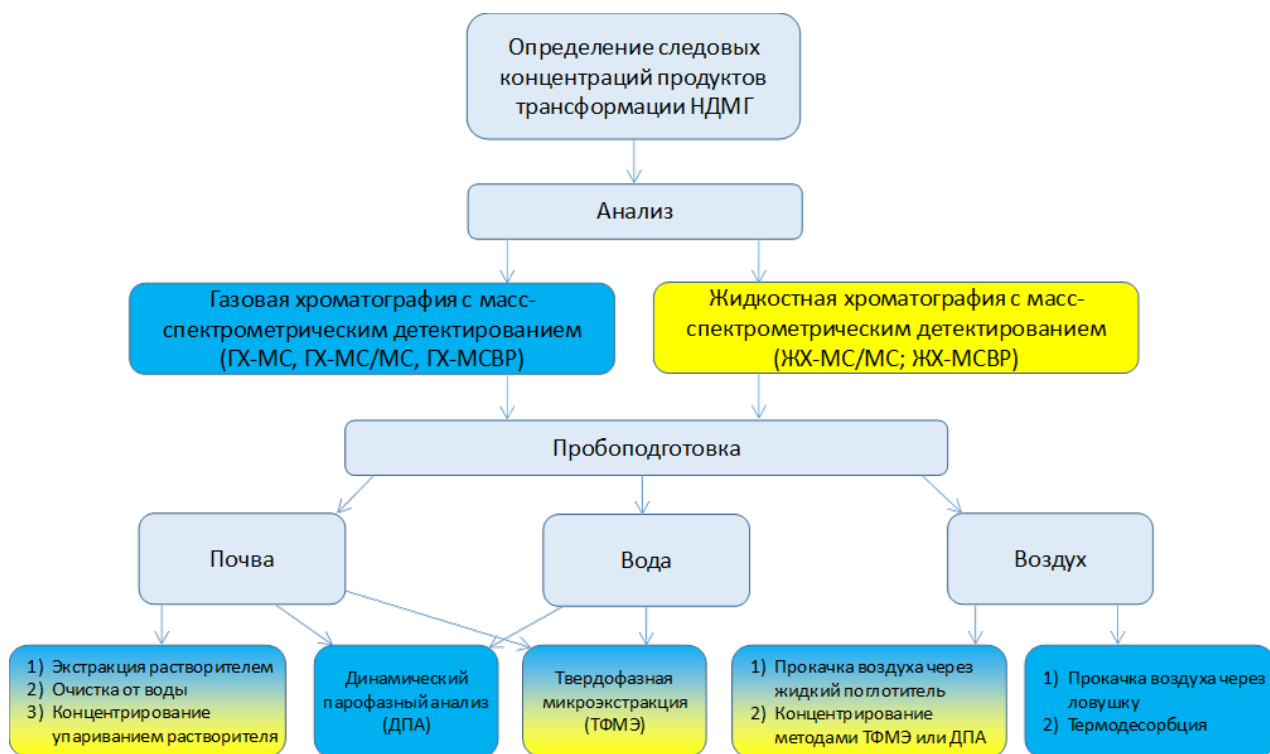 Определение следовых
концентраций продуктов
трансформации НДМГ
Анализ
Газовая хроматография с масс-
спектрометрическим детектированием
(ГХ-МС, ГХ-МС/МС, ГХ-МСВР)
Жидкостная хроматография с масс-
спектрометрическим детектированием
(ЖХ-МС/МС; ЖХ-МСВР)
Пробоподготовка
Почва
Вода
Воздух
1) Экстракция растворителем
2) Очистка от воды
3) Концентрирование
упариванием растворителя
Динамический
парофазный анализ
(ДПА)
Твердофазная
микроэкстракция
(ТФМЭ)
1) Прокачка воздуха через
жидкий поглотитель
2) Концентрирование
методами ТФМЭ или ДПА
1) Прокачка воздуха через
ловушку
2) Термодесорбция